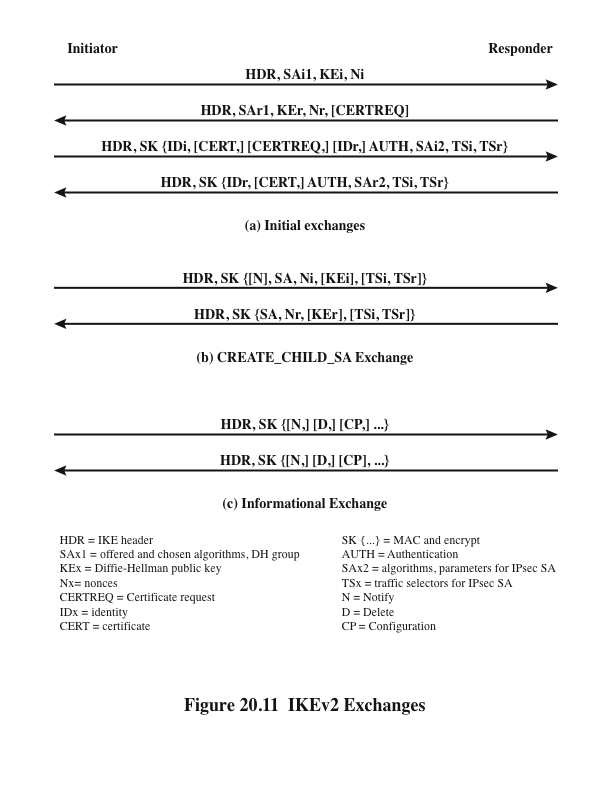 Initiator Responder
HDR, SAi1, KEi, Ni
HDR, SAr1, KEr, Nr, [CERTREQ]
HDR, SK {IDi, [CERT,] [CERTREQ,] [IDr,] AUTH, SAi2, TSi, TSr}
HDR, SK {IDr, [CERT,] AUTH, SAr2, TSi, TSr}
(a) Initial exchanges
HDR, SK {[N], SA, Ni, [KEi], [TSi, TSr]}
HDR, SK {SA, Nr, [KEr], [TSi, TSr]}
(b) CREATE_CHILD_SA Exchange
HDR, SK {[N,] [D,] [CP,] ...}
HDR, SK {[N,] [D,] [CP], ...}
(c) Informational Exchange
HDR = IKE header
SAx1 = offered and chosen algorithms, DH group
KEx = Diffie-Hellman public key
Nx= nonces
CERTREQ = Certificate request
IDx = identity
CERT = certificate
SK {...} = MAC and encrypt
AUTH = Authentication
SAx2 = algorithms, parameters for IPsec SA
TSx = traffic selectors for IPsec SA
N = Notify
D = Delete
CP = Configuration
Figure 20.11 IKEv2 Exchanges